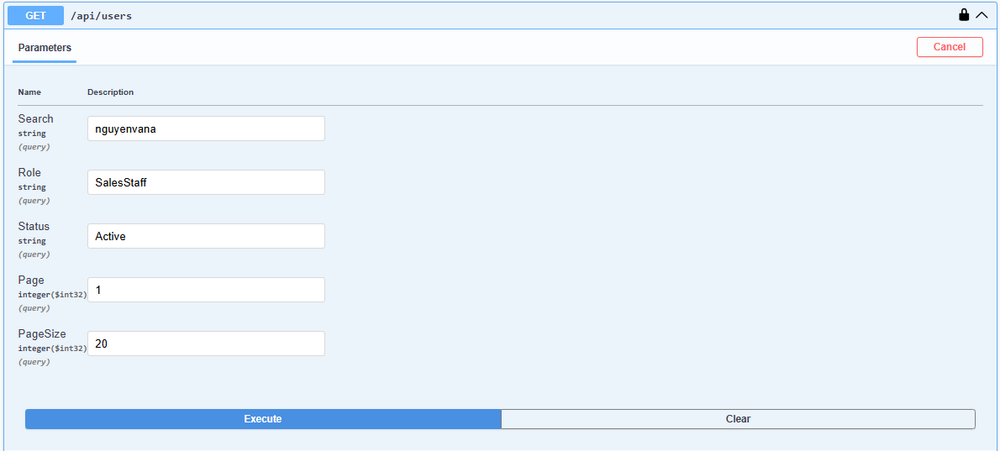 GET /api/users
Parameters
Cancel
Name Description
Search
string
(query)
nguyenvana
Role
string
(query)
SalesStaff
Status
string
(query)
Active
Page
integer($int32)
(query)
1
PageSize
integer($int32)
(query)
20
Execute Clear